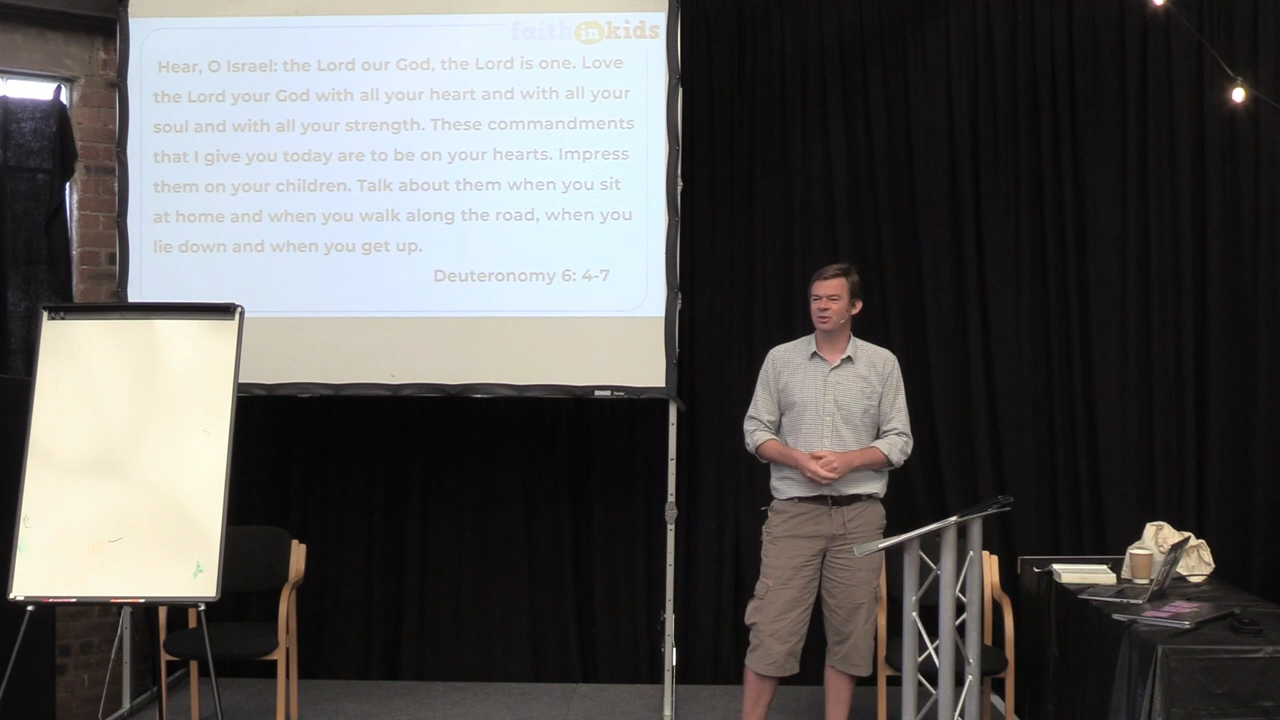 faith in kids
Hear, O Israel: the Lord our God, the Lord is one. Love
the Lord your God with all your heart and with all your
soul and with all your strength. These commandments
that I give you today are to be on your hearts. Impress
them on your children. Talk about them when you sit
at home and when you walk along the road, when you
lie down and when you get up.
Deuteronomy 6: 4-7